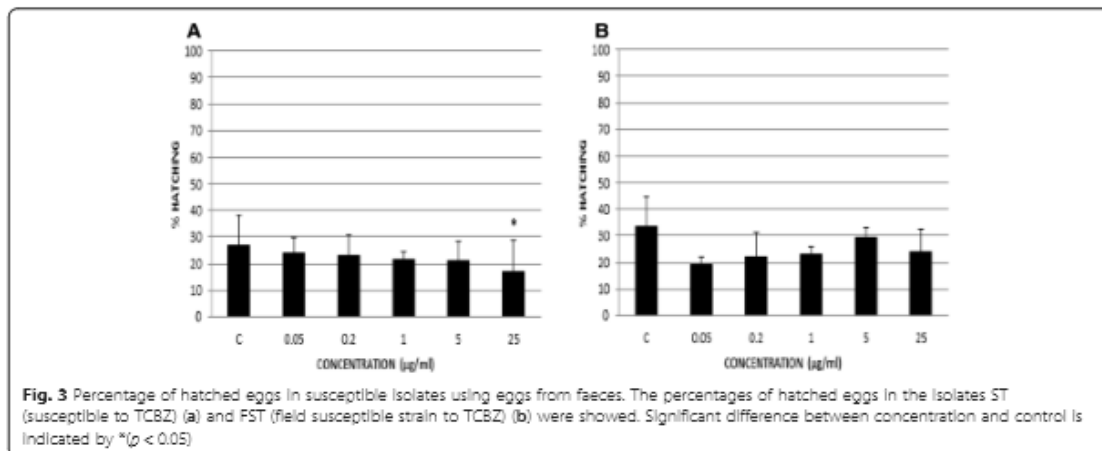 A
B
100
90
80
70
60
50
40
30
20
10
0
% HATCHING
C 0.05 0.2 1 5 25
CONCENTRATION (µg/ml)
*
100
90
80
70
60
50
40
30
20
10
0
% HATCHING
C 0.05 0.2 1 5 25
CONCENTRATION (µg/ml)
Fig. 3 Percentage of hatched eggs in susceptible isolates using eggs from faeces. The percentages of hatched eggs in the isolates ST
(susceptible to TCBZ) (a) and FST (field susceptible strain to TCBZ) (b) were showed. Significant difference between concentration and control is
indicated by *(p < 0.05)